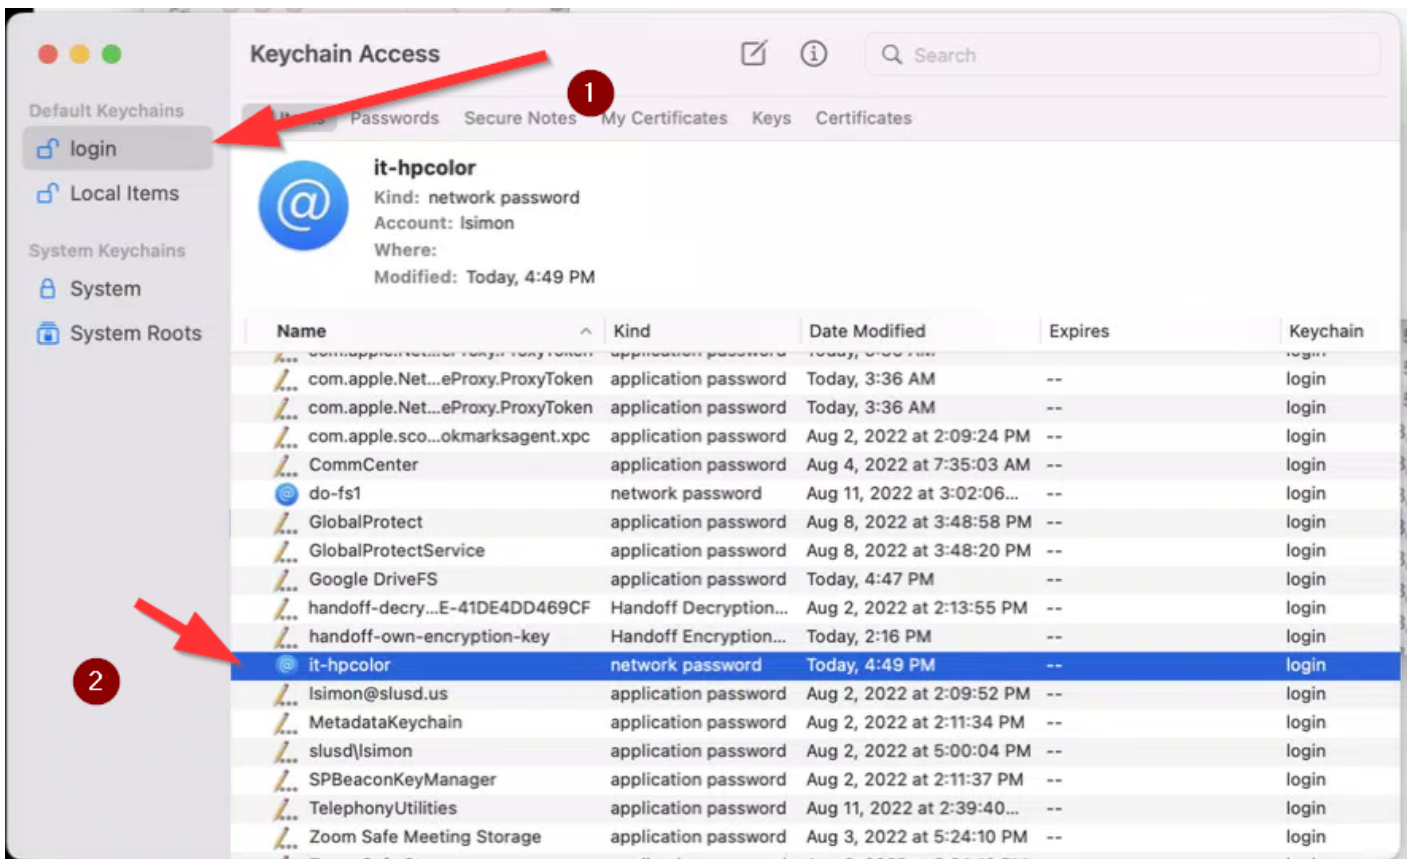 Keychain Access
Search
1
Default Keychains
login
Local Items
System Keychains
System
System Roots
Passwords Secure Notes My Certificates Keys Certificates
it-hpcolor
Kind: network password
Account: lsimon
Where:
Modified: Today, 4:49 PM
Name Kind Date Modified Expires Keychain
com.apple.Net...eProxy.ProxyToken application password Today, 3:36 AM -- login
com.apple.Net...eProxy.ProxyToken application password Today, 3:36 AM -- login
com.apple.sco...okmarksagent.xpc application password Aug 2, 2022 at 2:09:24 PM -- login
CommCenter application password Aug 4, 2022 at 7:35:03 AM -- login
do-fs1 network password Aug 11, 2022 at 3:02:06... -- login
GlobalProtect application password Aug 8, 2022 at 3:48:58 PM -- login
GlobalProtectService application password Aug 8, 2022 at 3:48:20 PM -- login
Google DriveFS application password Today, 4:47 PM -- login
handoff-decry...E-41DE4DD469CF Handoff Decryption... Aug 2, 2022 at 2:13:55 PM -- login
handoff-own-encryption-key Handoff Encryption... Today, 2:16 PM -- login
it-hpcolor network password Today, 4:49 PM -- login
2
lsimon@slusd.us application password Aug 2, 2022 at 2:09:52 PM -- login
MetadataKeychain application password Aug 2, 2022 at 2:11:34 PM -- login
slusd\lsimon application password Aug 2, 2022 at 5:00:04 PM -- login
SPBeaconKeyManager application password Aug 2, 2022 at 2:11:37 PM -- login
TelephonyUtilities application password Aug 11, 2022 at 2:39:40... -- login
Zoom Safe Meeting Storage application password Aug 3, 2022 at 5:24:10 PM -- login